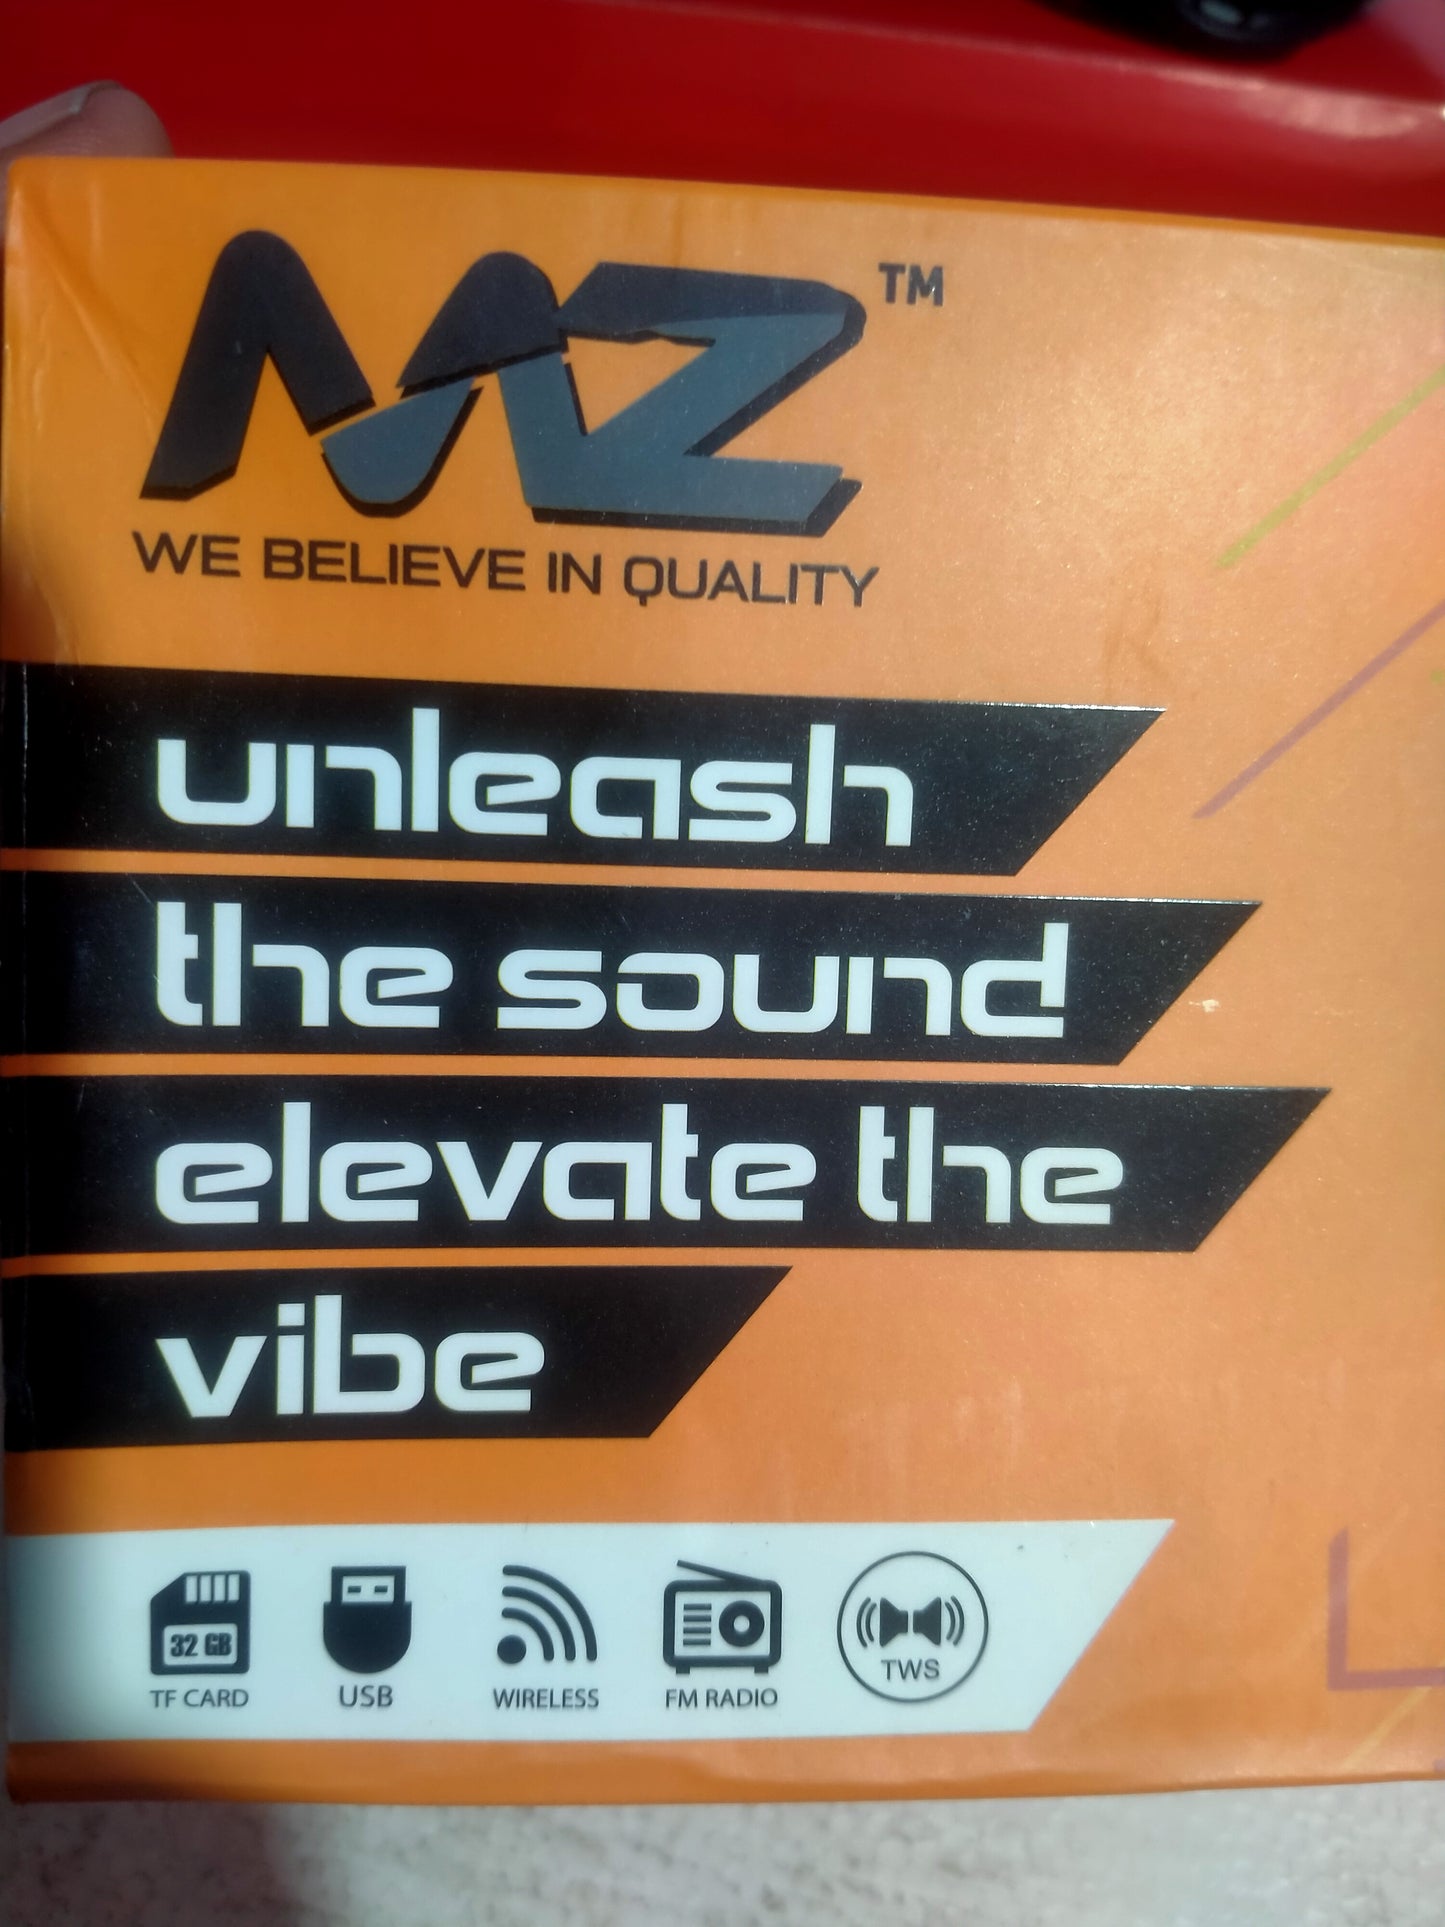 MZ TM
WE BELIEVE IN QUALITY
unleash
the sound
elevate the
vibe
32 GB
TWS
TF CARD USB WIRELESS FM RADIO